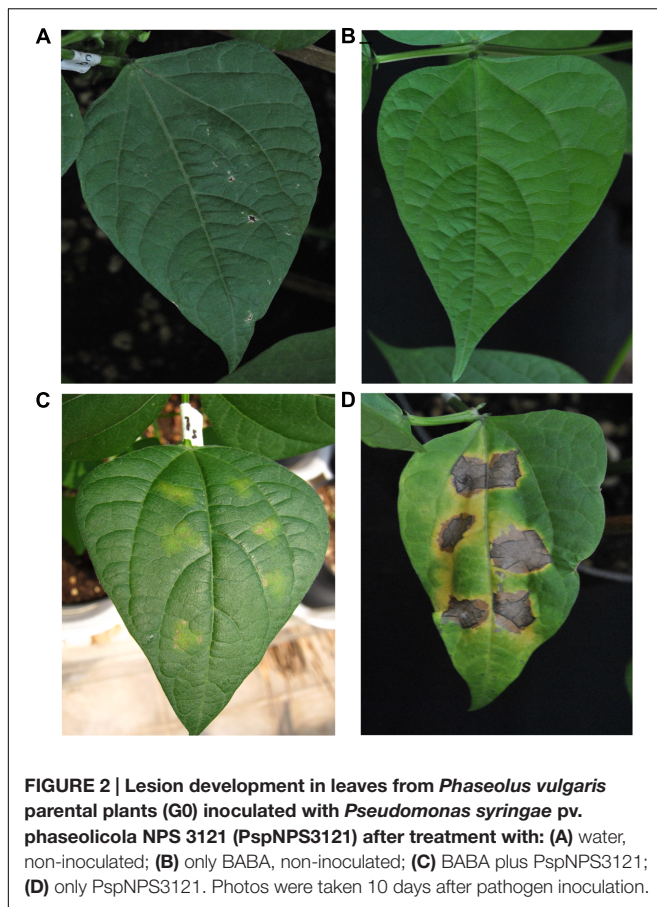 A
B
C
D
FIGURE 2 | Lesion development in leaves from Phaseolus vulgaris
parental plants (G0) inoculated with Pseudomonas syringae pv.
phaseolicola NPS 3121 (PspNPS3121) after treatment with: (A) water,
non-inoculated; (B) only BABA, non-inoculated; (C) BABA plus PspNPS3121;
(D) only PspNPS3121. Photos were taken 10 days after pathogen inoculation.